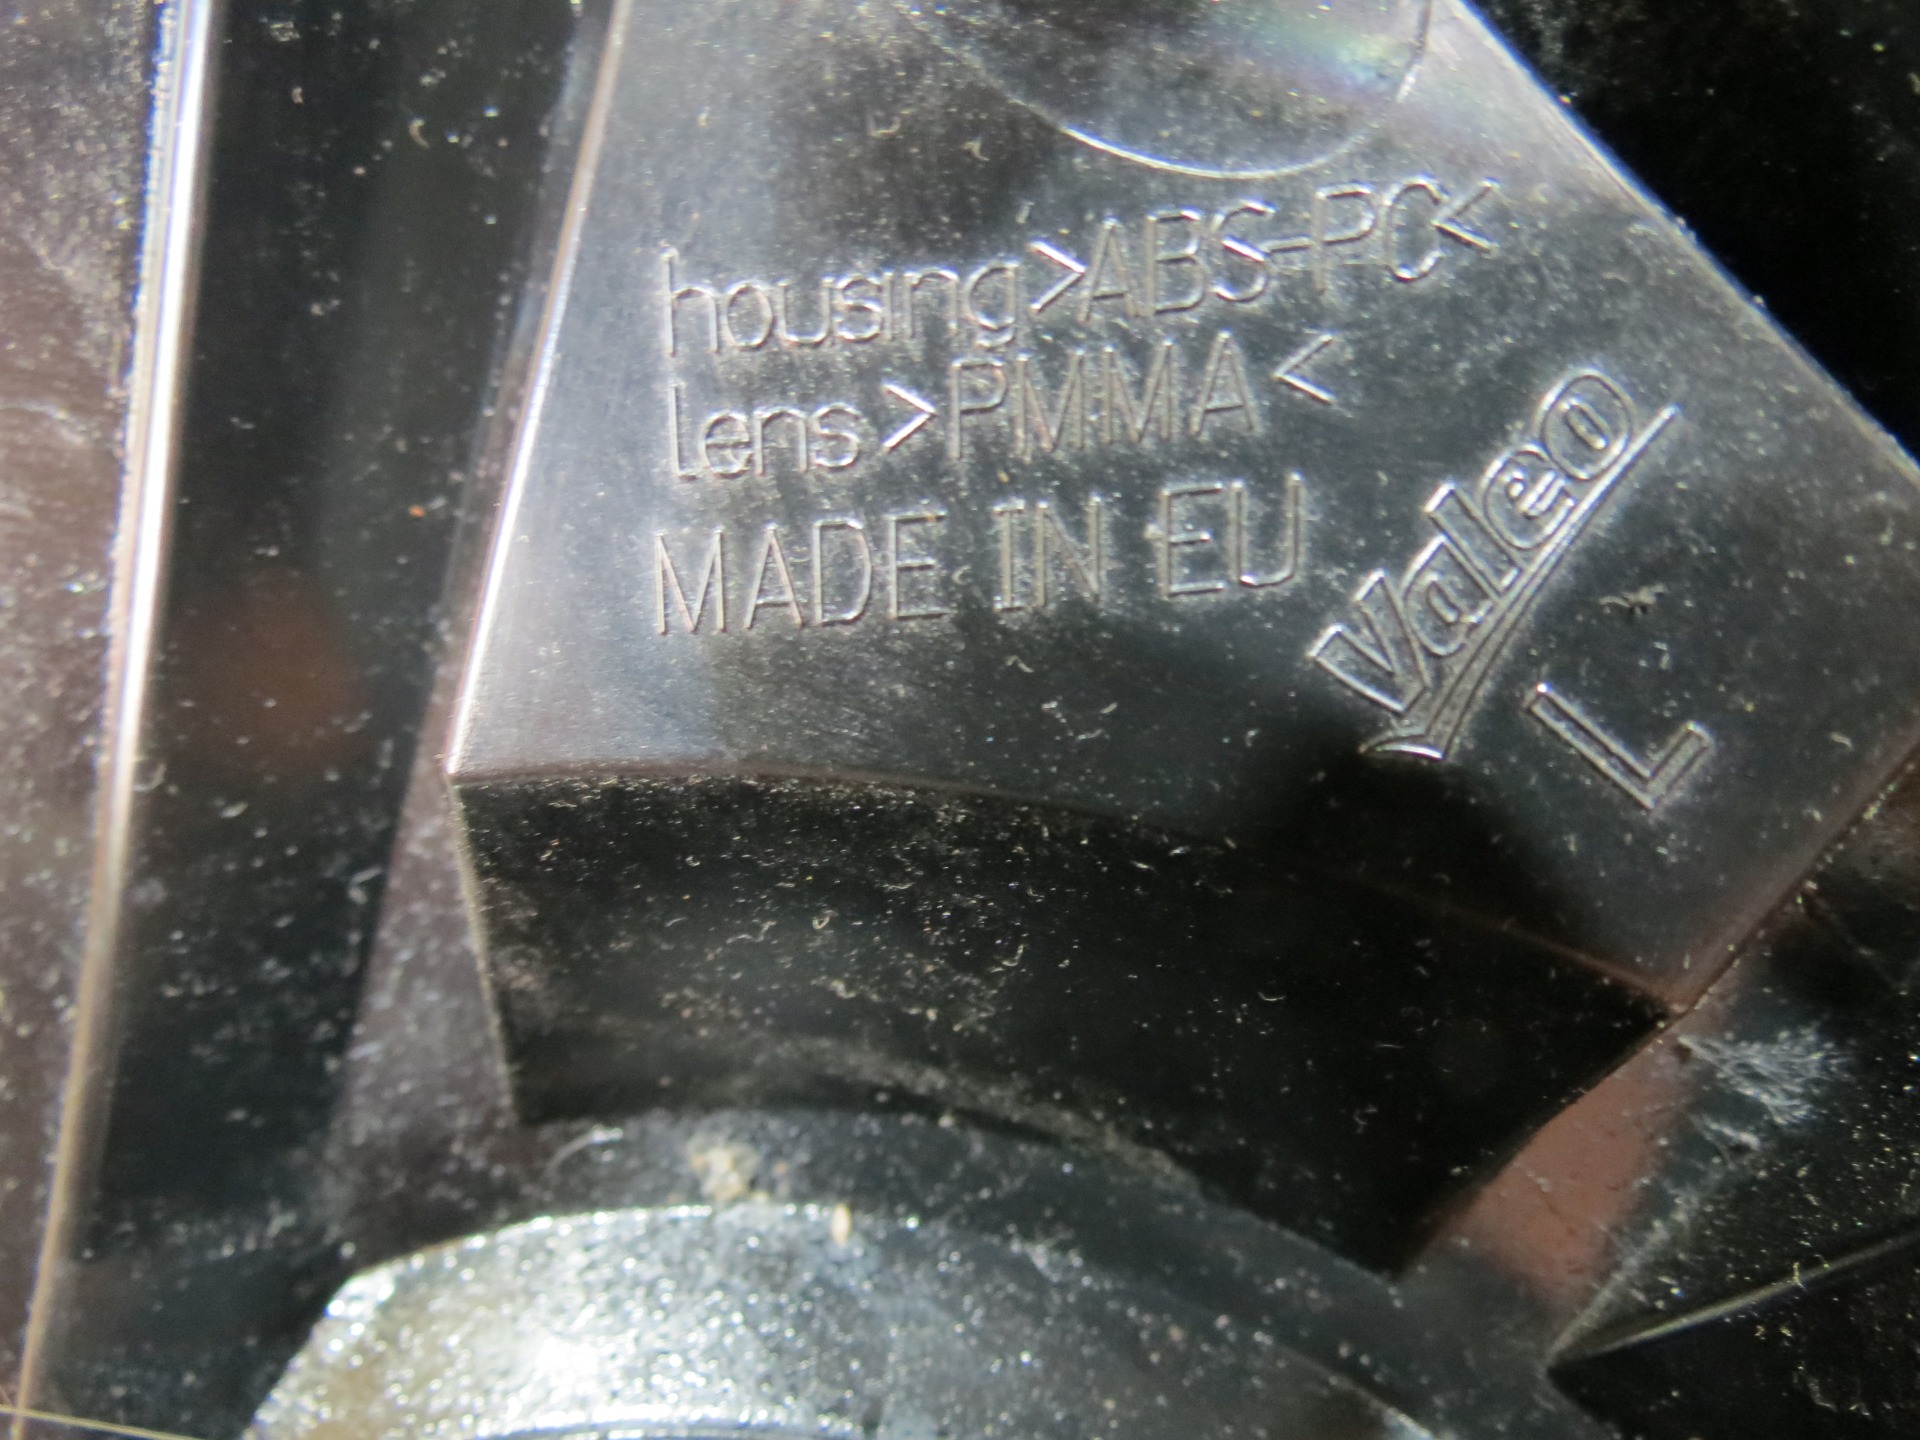 housing>ABS-PC<
lens>PMMA<
MADE IN EU
Valeo
L